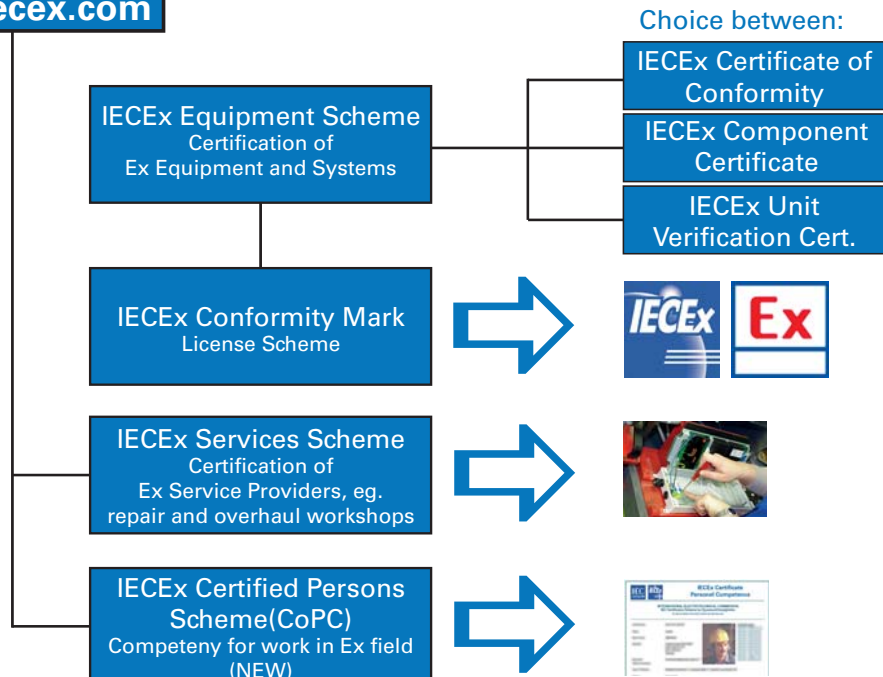 ecex.com
Choice between:
IECEx Equipment Scheme
Certification of
Ex Equipment and Systems
IECEx Certificate of
Conformity
IECEx Component
Certificate
IECEx Unit
Verification Cert.
IECEx Conformity Mark
License Scheme
IECEx
Ex
IECEx Services Scheme
Certification of
Ex Service Providers, eg.
repair and overhaul workshops
IECEx Certified Persons
Scheme(CoPC)
Competeny for work in Ex field
(NEW)
IEC
IECEx Certificate
Personal Competence